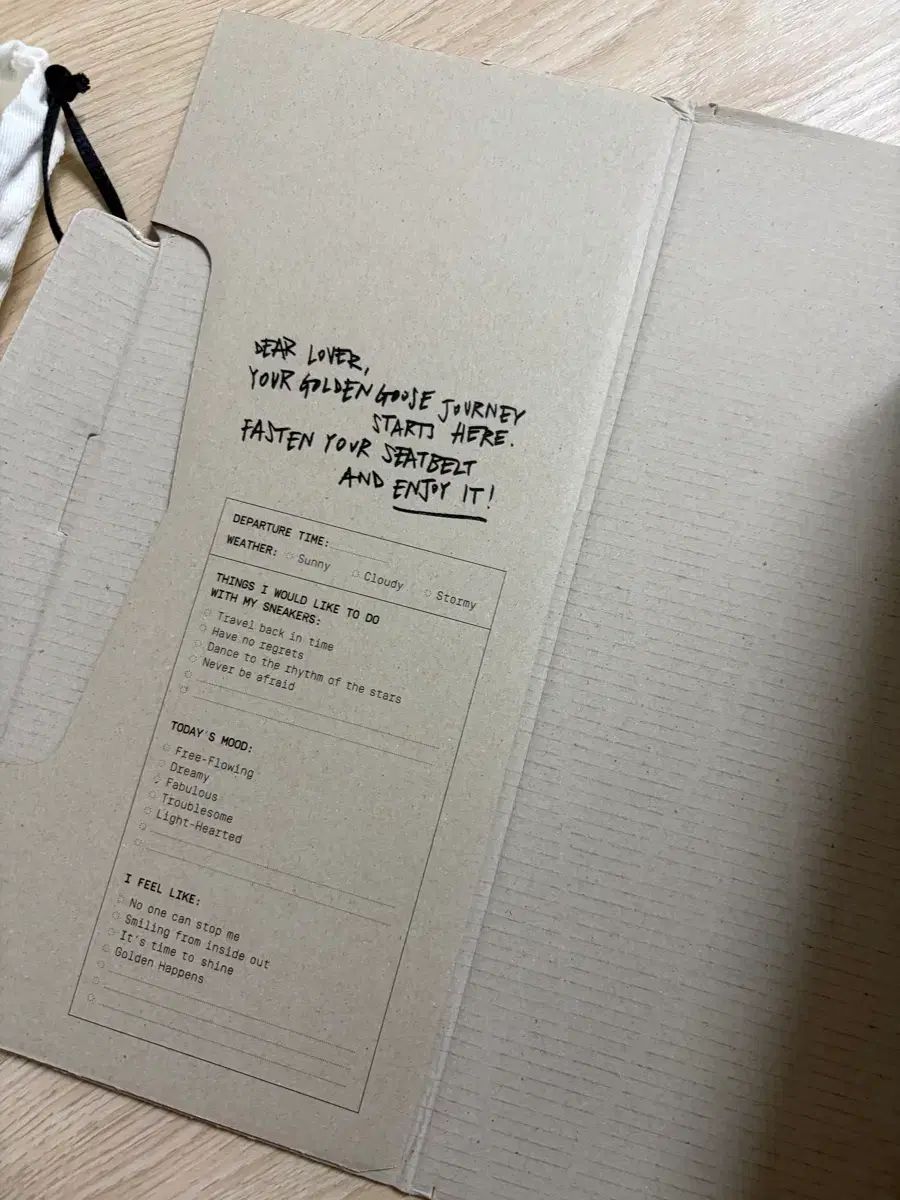 DEAR LOVER,
YOUR GOLDEN GOOSE JOURNEY
STARTS HERE.
FASTEN YOUR SEATBELT
AND ENJOY IT!
DEPARTURE TIME:
WEATHER: Sunny Cloudy Stormy
THINGS I WOULD LIKE TO DO
WITH MY SNEAKERS:
Travel back in time
Have no regrets
Dance to the rhythm of the stars
Never be afraid
TODAY'S MOOD:
Free-Flowing
Dreamy
Fabulous
Troublesome
Light-Hearted
I FEEL LIKE:
No one can stop me
Smiling from inside out
It's time to shine
Golden Happens